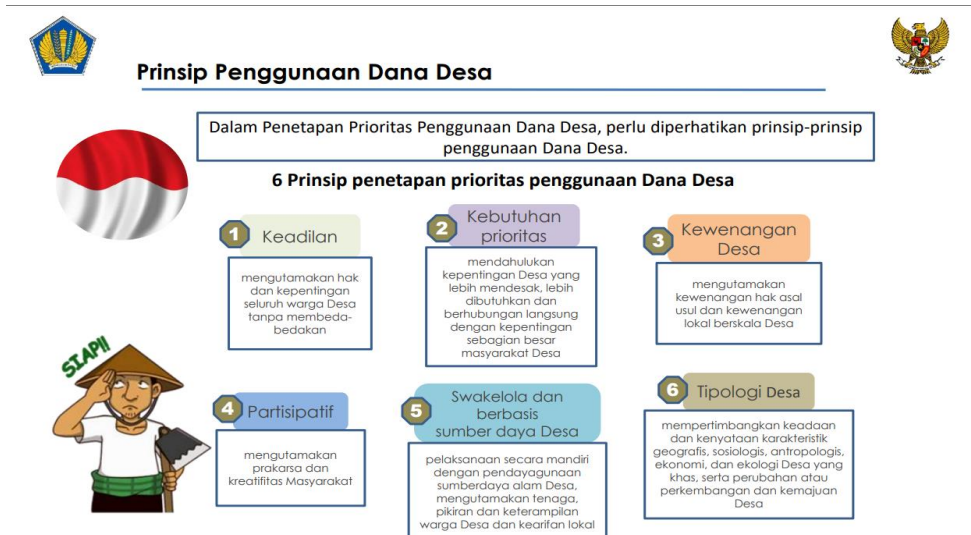 Prinsip Penggunaan Dana Desa
Dalam Penetapan Prioritas Penggunaan Dana Desa, perlu diperhatikan prinsip-prinsip
penggunaan Dana Desa.
6 Prinsip penetapan prioritas penggunaan Dana Desa
1
Keadilan
mengutamakan hak
dan kepentingan
seluruh warga Desa
tanpa membeda-
bedakan
2
Kebutuhan
prioritas
mendahulukan
kepentingan Desa yang
lebih mendesak, lebih
dibutuhkan dan
berhubungan langsung
dengan kepentingan
sebagian besar
masyarakat Desa
3
Kewenangan
Desa
mengutamakan
kewenangan hak asal
usul dan kewenangan
lokal berskala Desa
SIAP!!
4
Partisipatif
mengutamakan
prakarsa dan
kreatifitas Masyarakat
5
Swakelola dan
berbasis
sumber daya Desa
pelaksanaan secara mandiri
dengan pendayagunaan
sumberdaya alam Desa,
mengutamakan tenaga,
pikiran dan keterampilan
warga Desa dan kearifan lokal
6
Tipologi Desa
mempertimbangkan keadaan
dan kenyataan karakteristik
geografis, sosiologis, antropologis,
ekonomi, dan ekologi Desa yang
khas, serta perubahan atau
perkembangan dan kemajuan
Desa